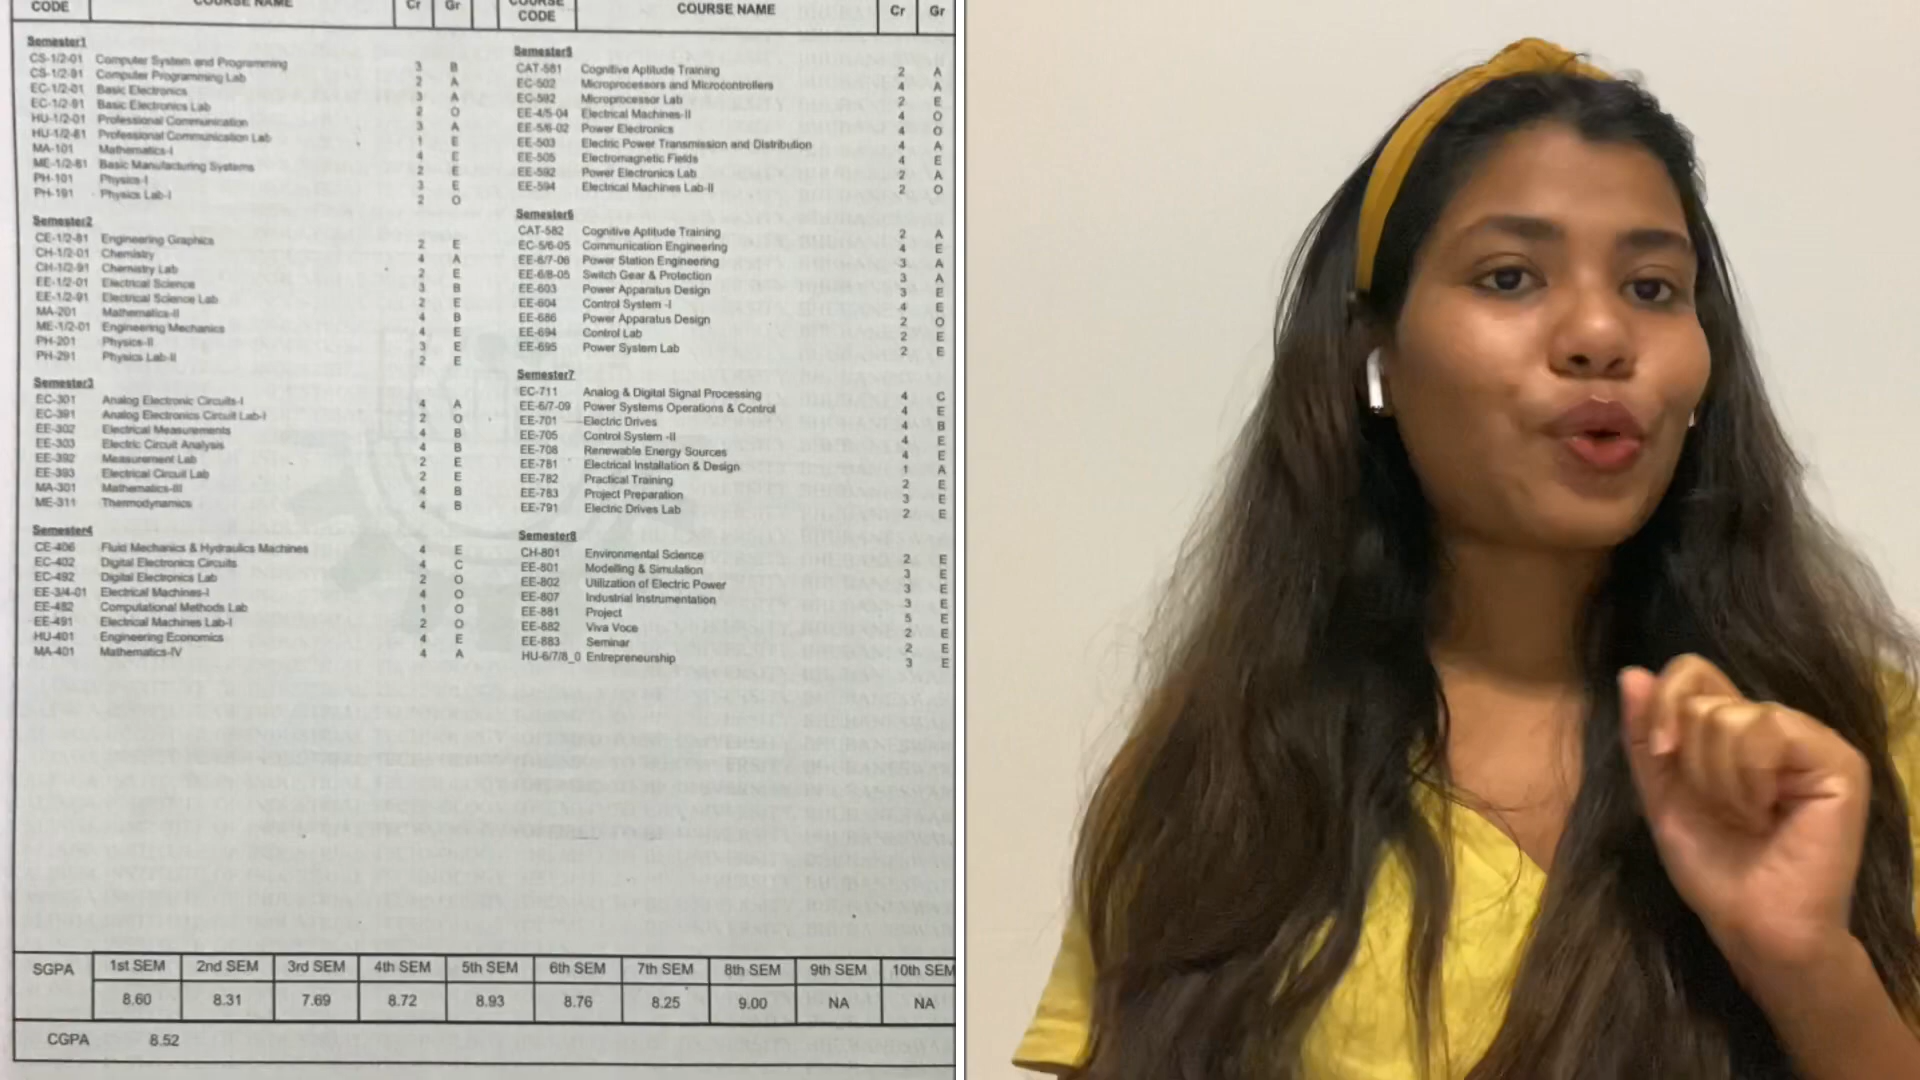 CODE COURSE NAME Cr Gr COURSE CODE COURSE NAME Cr Gr
Semester1
CS-1/2-01 Computer System and Programming 3 B
CS-1/2-91 Computer Programming Lab 2 A
EC-1/2-01 Basic Electronics 3 A
EC-1/2-91 Basic Electronics Lab 2 O
HU-1/2-01 Professional Communication 3 A
HU-1/2-81 Professional Communication Lab 1 E
MA-101 Mathematics-I 4 E
ME-1/2-81 Basic Manufacturing Systems 2 E
PH-101 Physics-I 3 E
PH-191 Physics Lab-I 2 O
Semester2
CE-1/2-81 Engineering Graphics 2 E
CH-1/2-01 Chemistry 4 A
CH-1/2-91 Chemistry Lab 2 E
EE-1/2-01 Electrical Science 3 B
EE-1/2-91 Electrical Science Lab 2 E
MA-201 Mathematics-II 4 B
ME-1/2-01 Engineering Mechanics 4 E
PH-201 Physics-II 3 E
PH-291 Physics Lab-II 2 E
Semester3
EC-301 Analog Electronic Circuits-I 4 A
EC-391 Analog Electronics Circuit Lab-I 2 O
EE-302 Electrical Measurements 4 B
EE-303 Electric Circuit Analysis 4 B
EE-392 Measurement Lab 2 E
EE-393 Electrical Circuit Lab 2 E
MA-301 Mathematics-III 4 B
ME-311 Thermodynamics 4 B
Semester4
CE-406 Fluid Mechanics & Hydraulics Machines 4 E
EC-402 Digital Electronics Circuits 4 C
EC-492 Digital Electronics Lab 2 O
EE-3/4-01 Electrical Machines-I 4 O
EE-482 Computational Methods Lab 1 O
EE-491 Electrical Machines Lab-I 2 O
HU-401 Engineering Economics 4 E
MA-401 Mathematics-IV 4 A
Semester5
CAT-581 Cognitive Aptitude Training 2 A
EC-502 Microprocessors and Microcontrollers 4 A
EC-592 Microprocessor Lab 2 E
EE-4/5-04 Electrical Machines-II 4 O
EE-5/6-02 Power Electronics 4 O
EE-503 Electric Power Transmission and Distribution 4 A
EE-505 Electromagnetic Fields 4 E
EE-592 Power Electronics Lab 2 A
EE-594 Electrical Machines Lab-II 2 O
Semester6
CAT-582 Cognitive Aptitude Training 2 A
EC-5/6-05 Communication Engineering 4 E
EE-6/7-06 Power Station Engineering 3 A
EE-6/8-05 Switch Gear & Protection 3 A
EE-603 Power Apparatus Design 3 E
EE-604 Control System -I 4 E
EE-686 Power Apparatus Design 2 O
EE-694 Control Lab 2 E
EE-695 Power System Lab 2 E
Semester7
EC-711 Analog & Digital Signal Processing 4 C
EE-6/7-09 Power Systems Operations & Control 4 E
EE-701 Electric Drives 4 B
EE-705 Control System -II 4 E
EE-708 Renewable Energy Sources 4 E
EE-781 Electrical Installation & Design 1 A
EE-782 Practical Training 2 E
EE-783 Project Preparation 3 E
EE-791 Electric Drives Lab 2 E
Semester8
CH-801 Environmental Science 2 E
EE-801 Modelling & Simulation 3 E
EE-802 Utilization of Electric Power 3 E
EE-807 Industrial Instrumentation 3 E
EE-881 Project 5 E
EE-882 Viva Voce 2 E
EE-883 Seminar 2 E
HU-6/7/8_0 Entrepreneurship 3 E
SGPA 1st SEM 2nd SEM 3rd SEM 4th SEM 5th SEM 6th SEM 7th SEM 8th SEM 9th SEM 10th SEM
8.60 8.31 7.69 8.72 8.93 8.76 8.25 9.00 NA NA
CGPA 8.52